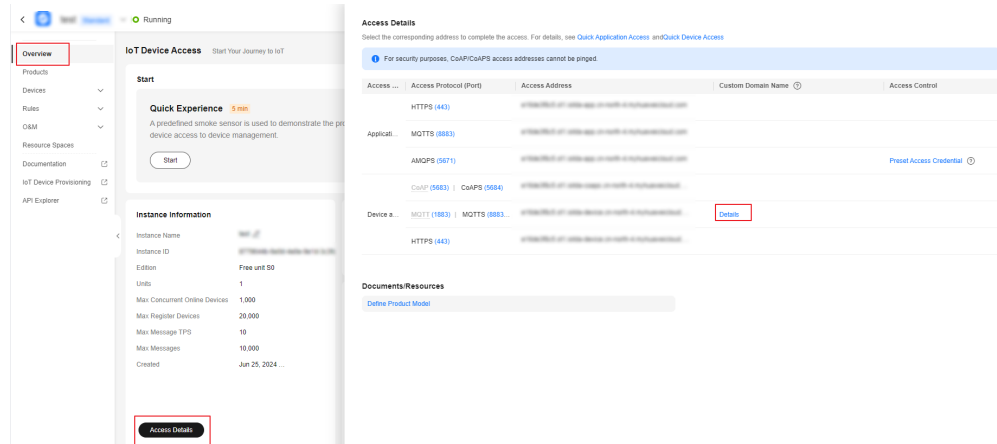 Running
Overview
Products
Devices
Rules
O&M
Resource Spaces
Documentation
IoT Device Provisioning
API Explorer
IoT Device Access Start Your Journey to IoT
Start
Quick Experience 5 min
A predefined smoke sensor is used to demonstrate the pro
device access to device management.
Start
Instance Information
Instance Name
Instance ID
Edition Free unit S0
Units 1
Max Concurrent Online Devices 1,000
Max Register Devices 20,000
Max Message TPS 10
Max Messages 10,000
Created Jun 25, 2024 ...
Access Details
Access Details
Select the corresponding address to complete the access. For details, see Quick Application Access andQuick Device Access
For security purposes, CoAP/CoAPS access addresses cannot be pinged.
Access ... Access Protocol (Port) Access Address Custom Domain Name Access Control
HTTPS (443)
Applicati... MQTTS (8883)
AMQPS (5671) Preset Access Credential
CoAP (5683) | CoAPS (5684)
Device a... MQTT (1883) | MQTTS (8883... Details
HTTPS (443)
Documents/Resources
Define Product Model